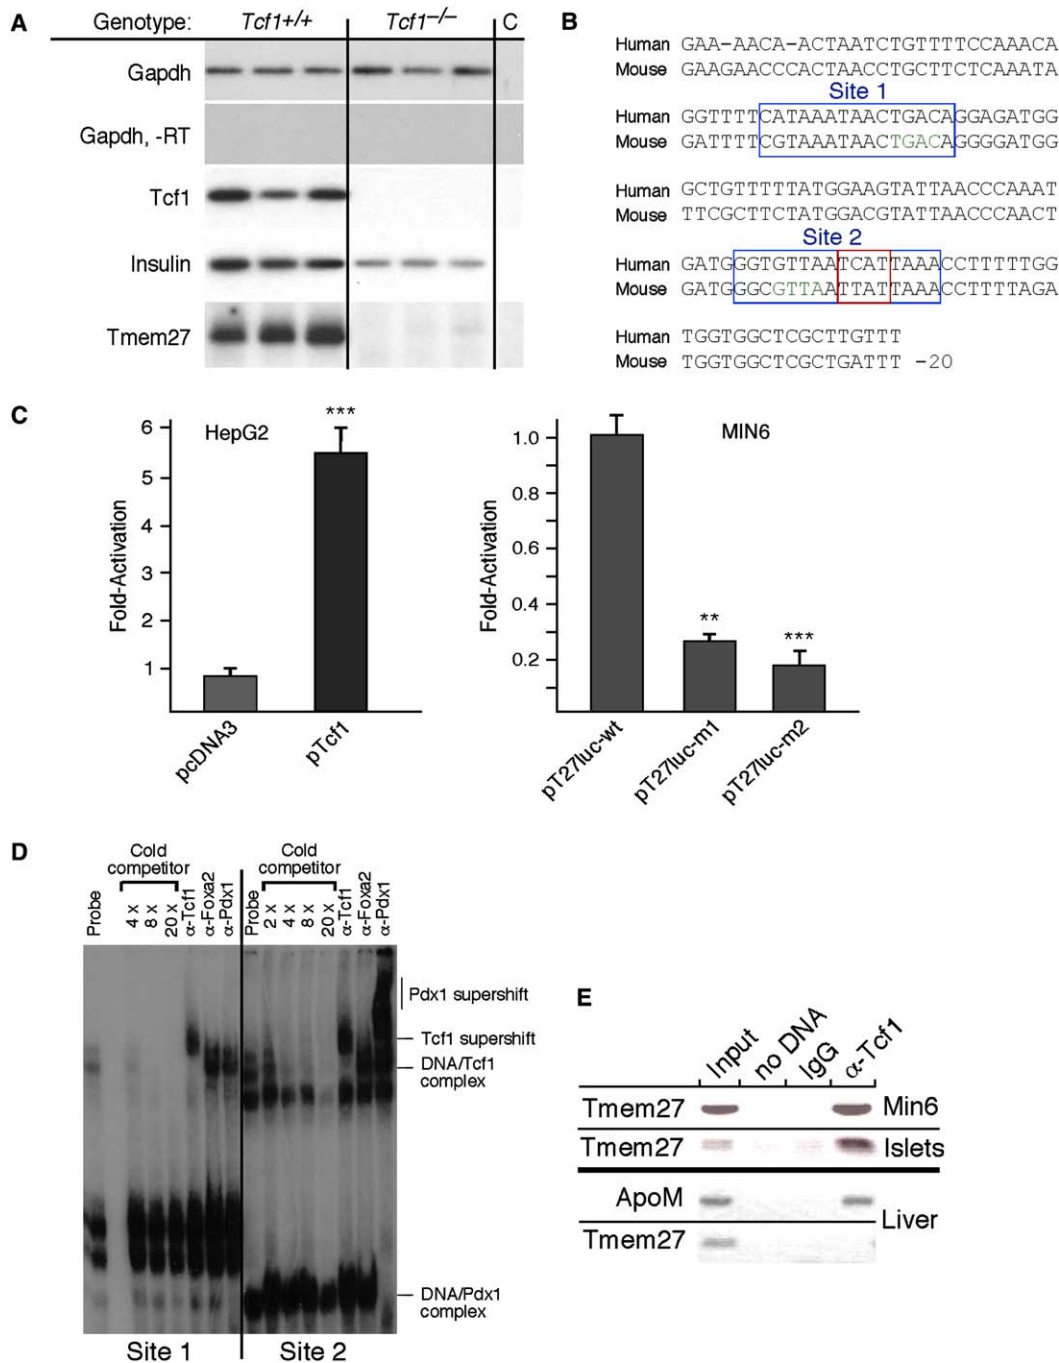 A
Genotype: Tcf1+/+ Tcf1–/– C
Gapdh
Gapdh, -RT
Tcf1
Insulin
Tmem27
B
Human GAA-AACA-ACTAATCTGTTTTCCAAACA
Mouse GAAGAACCCACTAACCTGCTTCTCAAATA
Site 1
Human GGTTTTCATAAATAACTGACAGGAGATGG
Mouse GATTTTCGTAAATAACTGACAGGGGATGG
Human GCTGTTTTTATGGAAGTATTAACCCAAAT
Mouse TTCGCTTCTATGGACGTATTAACCCAACT
Site 2
Human GATGGGTGTTAATCATTAAACCTTTTTGG
Mouse GATGGGCGTTAATTATTAAACCTTTTAGA
Human TGGTGGCTCGCTTGTTT
Mouse TGGTGGCTCGCTGATTT -20
C
HepG2
Fold-Activation
6
5
4
3
2
1
***
pcDNA3
pTcf1
MIN6
Fold-Activation
1.0
0.8
0.6
0.4
0.2
**
***
pT27luc-wt
pT27luc-m1
pT27luc-m2
D
Cold competitor
Probe
4 x
8 x
20 x
α-Tcf1
α-Foxa2
α-Pdx1
Cold competitor
Probe
2 x
4 x
8 x
20 x
α-Tcf1
α-Foxa2
α-Pdx1
Pdx1 supershift
Tcf1 supershift
DNA/Tcf1
complex
DNA/Pdx1
complex
Site 1
Site 2
E
Input
no DNA
IgG
α-Tcf1
Tmem27 Min6
Tmem27 Islets
ApoM
Liver
Tmem27